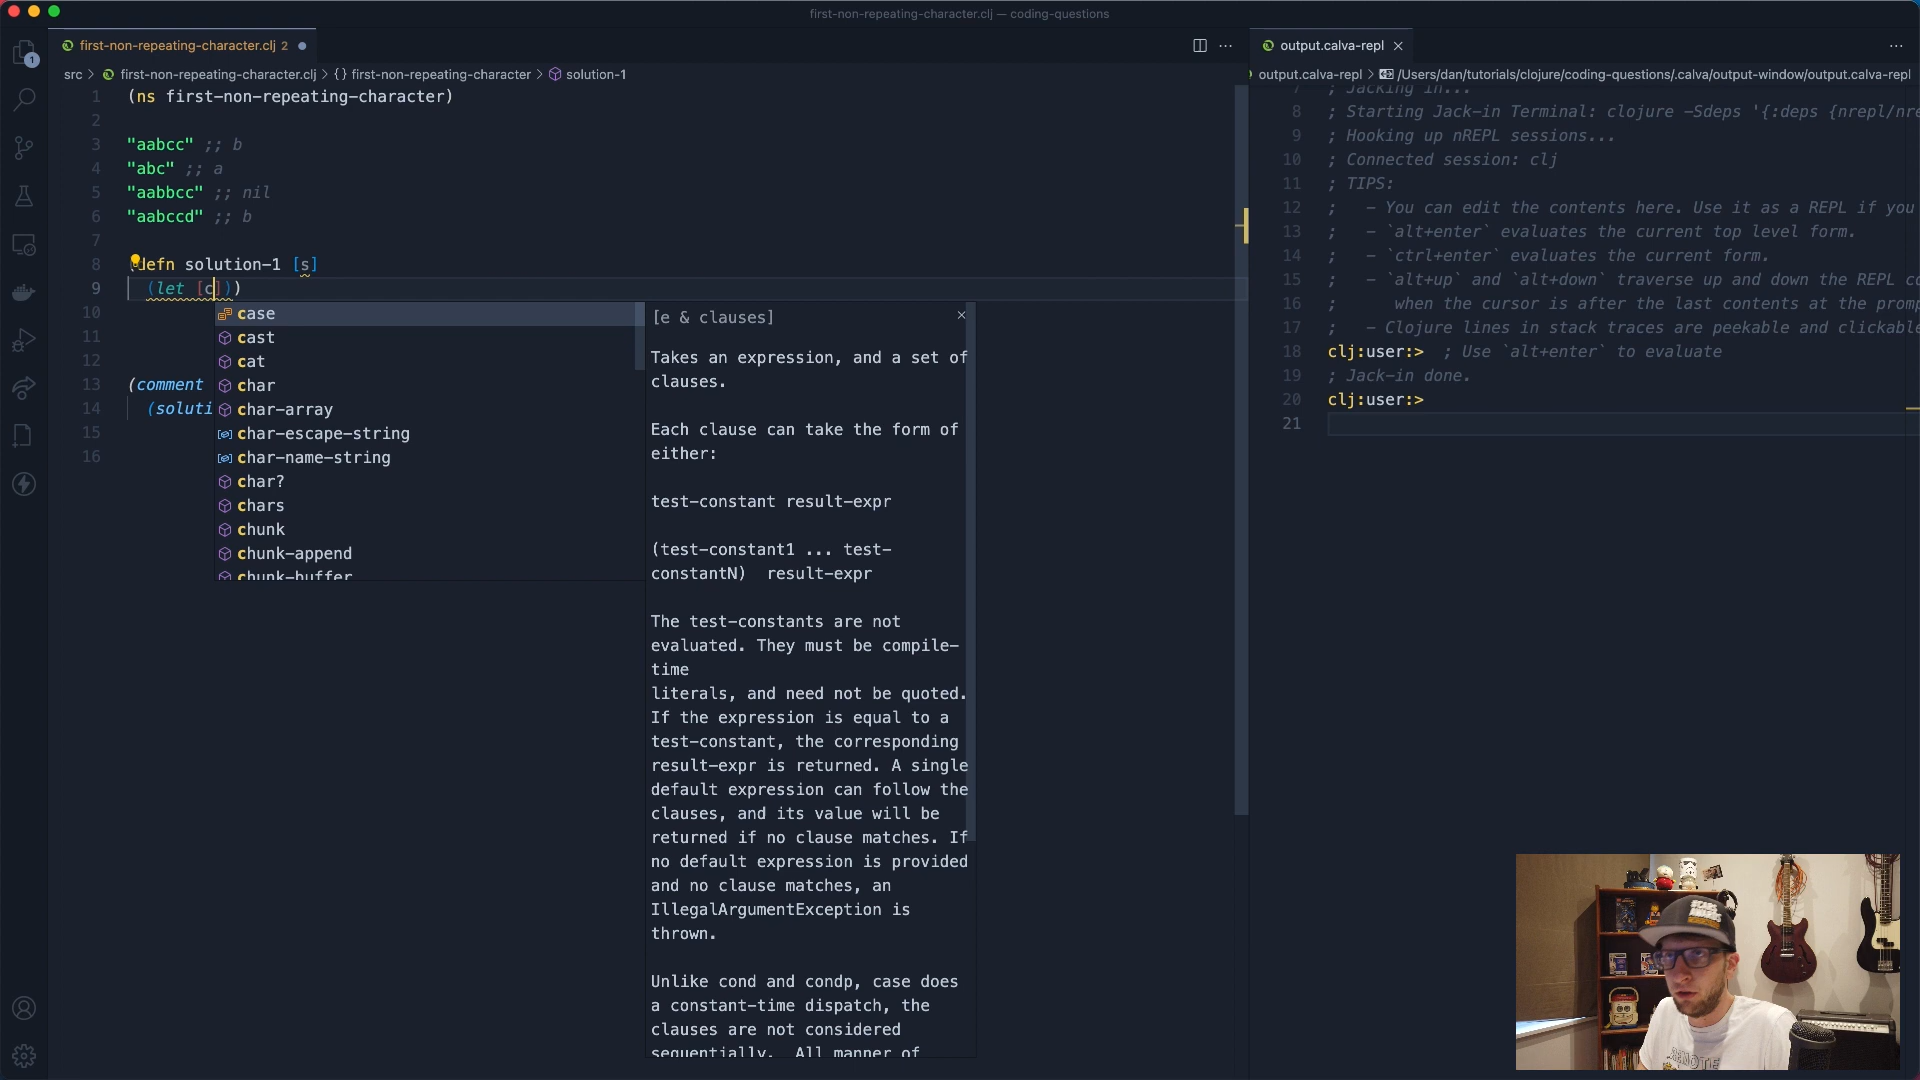 first-non-repeating-character.clj — coding-questions
first-non-repeating-character.clj 2
output.calva-repl
src > first-non-repeating-character.clj > {} first-non-repeating-character > solution-1
output.calva-repl > /Users/dan/tutorials/clojure/coding-questions/.calva/output-window/output.calva-repl
1
1 (ns first-non-repeating-character)
2
3 "aabcc" ;; b
4 "abc" ;; a
5 "aabbcc" ;; nil
6 "aabccd" ;; b
7
8 defn solution-1 [s]
9 (let [c]))
10
11
12
13 (comment
14 (soluti
15
16
case
cast
cat
char
char-array
char-escape-string
char-name-string
char?
chars
chunk
chunk-append
chunk-buffer
[e & clauses]
Takes an expression, and a set of
clauses.
Each clause can take the form of
either:
test-constant result-expr
(test-constant1 ... test-
constantN) result-expr
The test-constants are not
evaluated. They must be compile-
time
literals, and need not be quoted.
If the expression is equal to a
test-constant, the corresponding
result-expr is returned. A single
default expression can follow the
clauses, and its value will be
returned if no clause matches. If
no default expression is provided
and no clause matches, an
IllegalArgumentException is
thrown.
Unlike cond and condp, case does
a constant-time dispatch, the
clauses are not considered
sequentially. All manner of
7 ; Jacking in...
8 ; Starting Jack-in Terminal: clojure -Sdeps '{:deps {nrepl/nre
9 ; Hooking up nREPL sessions...
10 ; Connected session: clj
11 ; TIPS:
12 ; - You can edit the contents here. Use it as a REPL if you
13 ; - `alt+enter` evaluates the current top level form.
14 ; - `ctrl+enter` evaluates the current form.
15 ; - `alt+up` and `alt+down` traverse up and down the REPL co
16 ; when the cursor is after the last contents at the promp
17 ; - Clojure lines in stack traces are peekable and clickable
18 clj:user:> ; Use `alt+enter` to evaluate
19 ; Jack-in done.
20 clj:user:>
21